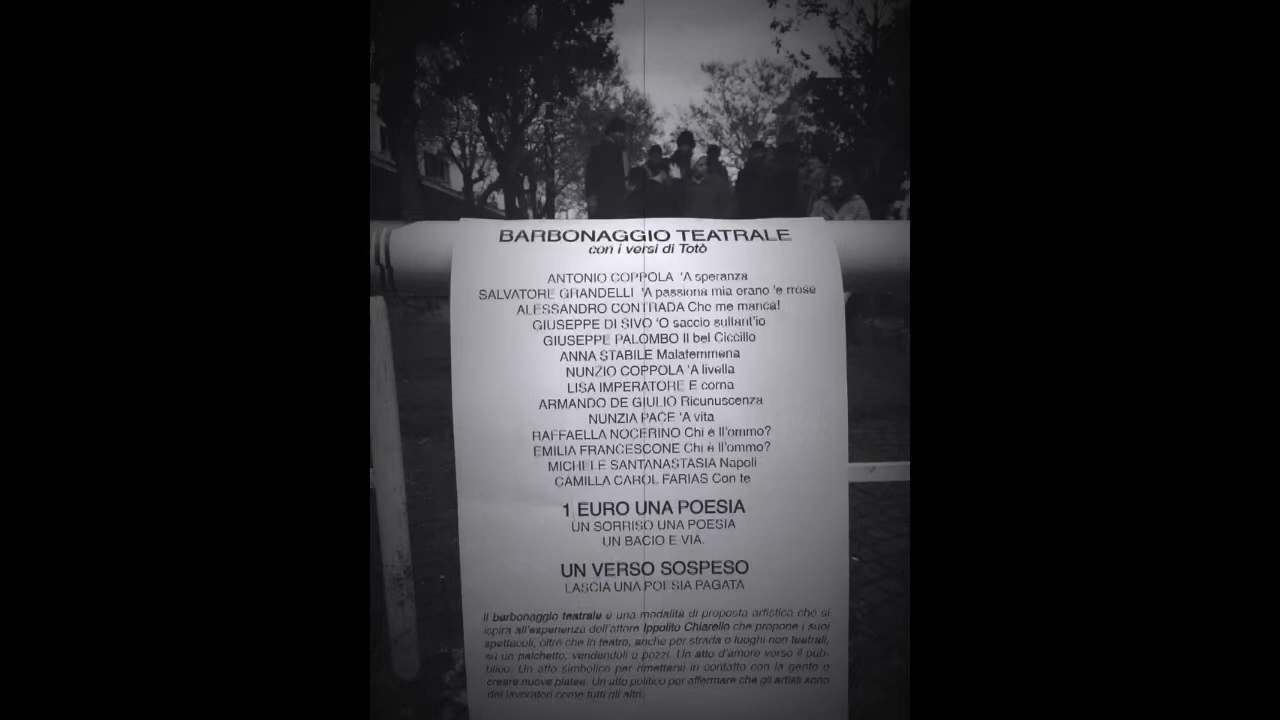 BARBONAGGIO TEATRALE
con i versi di Totò
ANTONIO COPPOLA 'A speranza
SALVATORE GRANDELLI 'A passiona mia erano 'e rrose
ALESSANDRO CONTRADA Che me manca!
GIUSEPPE DI SIVO 'O saccio sultant'io
GIUSEPPE PALOMBO Il bel Ciccillo
ANNA STABILE Malafemmena
NUNZIO COPPOLA 'A livella
LISA IMPERATORE E corna
ARMANDO DE GIULIO Ricunuscenza
NUNZIA PACE 'A vita
RAFFAELLA NOCERINO Chi è ll'ommo?
EMILIA FRANCESCONE Chi è ll'ommo?
MICHELE SANTANASTASIA Napoli
CAMILLA CAROL FARIAS Con te
1 EURO UNA POESIA
UN SORRISO UNA POESIA
UN BACIO E VIA.
UN VERSO SOSPESO
LASCIA UNA POESIA PAGATA
Il barbonaggio teatrale è una modalità di proposta artistica che si
ispira all'esperienza dell'attore Ippolito Chiarello che propone i suoi
spettacoli, oltre che in teatro, anche per strada o luoghi non teatrali,
su un palchetto, vendendoli a pezzi. Un atto d'amore verso il pub-
blico. Un atto simbolico per rimettersi in contatto con la gente e
creare nuove platee. Un atto politico per affermare che gli artisti sono
dei lavoratori come tutti gli altri.